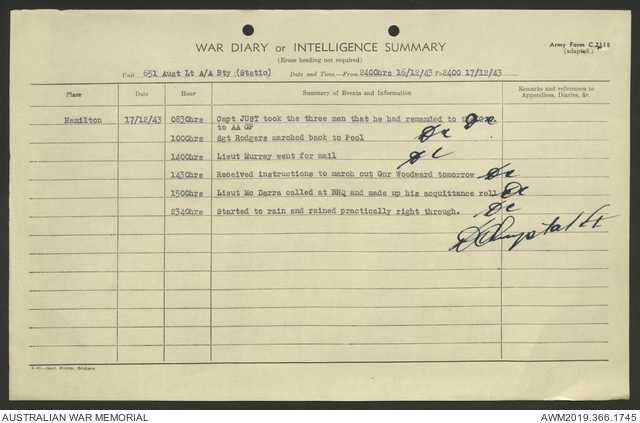 Army Form C.2118
(adapted.)
WAR DIARY or INTELLIGENCE SUMMARY
(Erase heading not required)
Unit 651 Aust Lt A/A Bty (Static) Date and Time.—From 2400hrs 16/12/43 To 2400 17/12/43
Place Date Hour Summary of Events and Information Remarks and references to Appendices, Diaries, &c.
Hamilton 17/12/43 0830hrs Capt JUST took the three men that he had remanded to the
to AA GP
1000hrs Sgt Rodgers marched back to Pool
1400hrs Lieut Murray went for mail
1430hrs Received instructions to march out Gnr Woodward tomorrow
1500hrs Lieut Mc Darra called at BHQ and made up his acquittance roll
2340hrs Started to rain and rained practically right through.
Chrystal Lt
Govt. Printer, Brisbane.
AUSTRALIAN WAR MEMORIAL AWM2019.366.1745